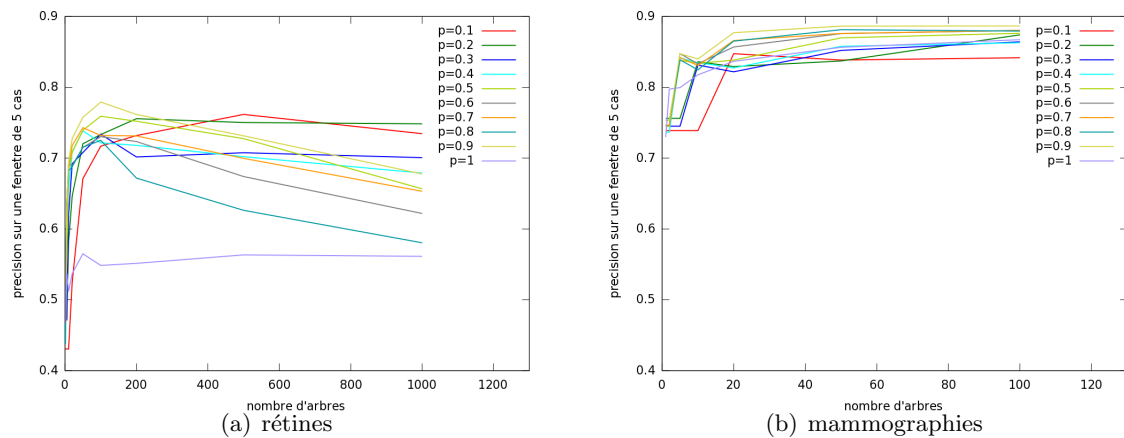 0.9
0.8
0.7
0.6
0.5
0.4
0
200
400
600
800
1000
1200
precision sur une fenetre de 5 cas
nombre d'arbres
p=0.1
p=0.2
p=0.3
p=0.4
p=0.5
p=0.6
p=0.7
p=0.8
p=0.9
p=1
(a) rétines
0.9
0.8
0.7
0.6
0.5
0.4
0
20
40
60
80
100
120
precision sur une fenetre de 5 cas
nombre d'arbres
p=0.1
p=0.2
p=0.3
p=0.4
p=0.5
p=0.6
p=0.7
p=0.8
p=0.9
p=1
(b) mammographies